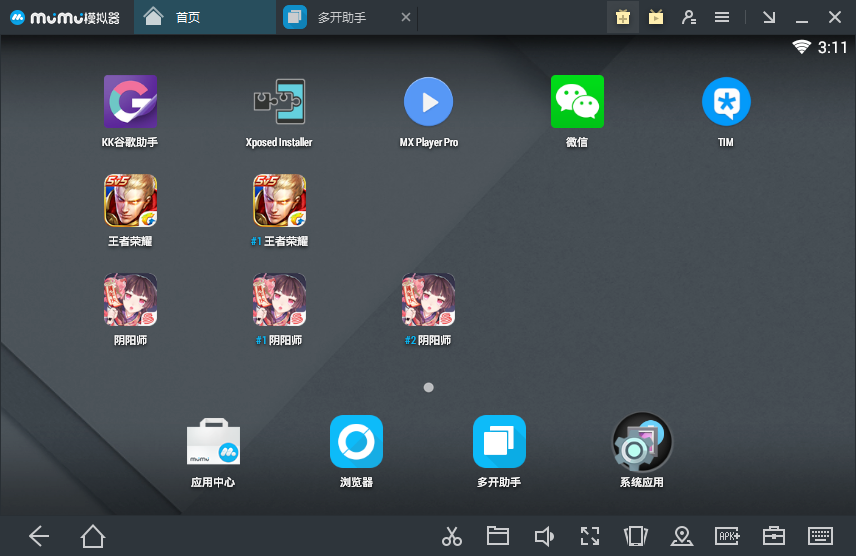 mumu模拟器
首页
多开助手
3:11
KK谷歌助手
Xposed Installer
MX Player Pro
微信
TIM
5V5
王者荣耀
5V5
#1 王者荣耀
阴阳师
#1 阴阳师
#2 阴阳师
mumu
应用中心
浏览器
多开助手
系统应用
APK+